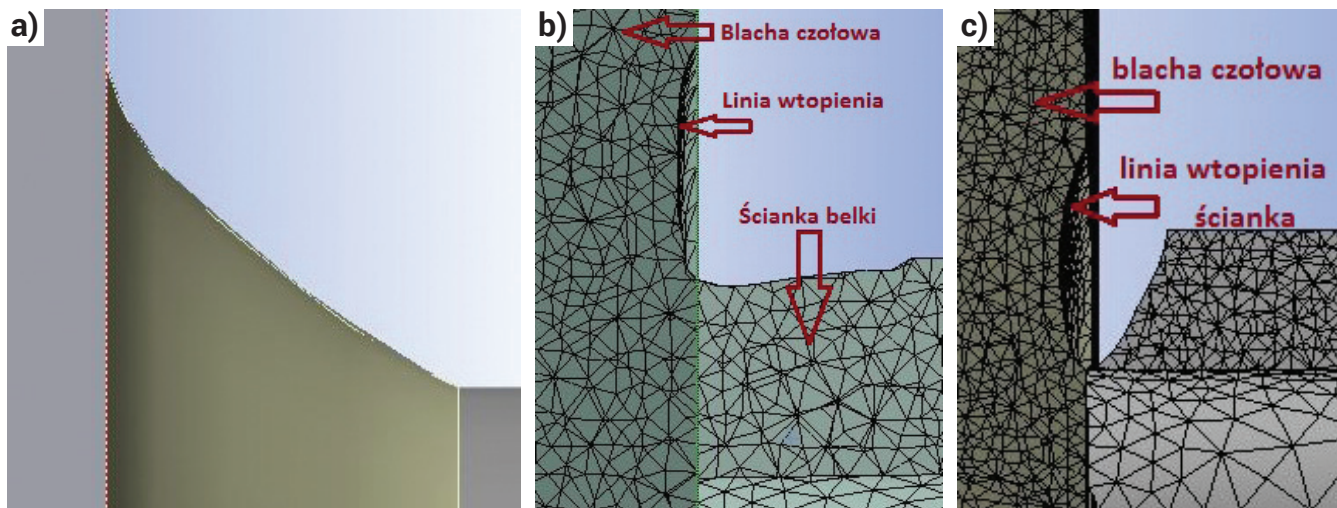 a)
b)
Blacha czołowa
Linia wtopienia
Ścianka belki
c)
blacha czołowa
linia wtopienia
ścianka